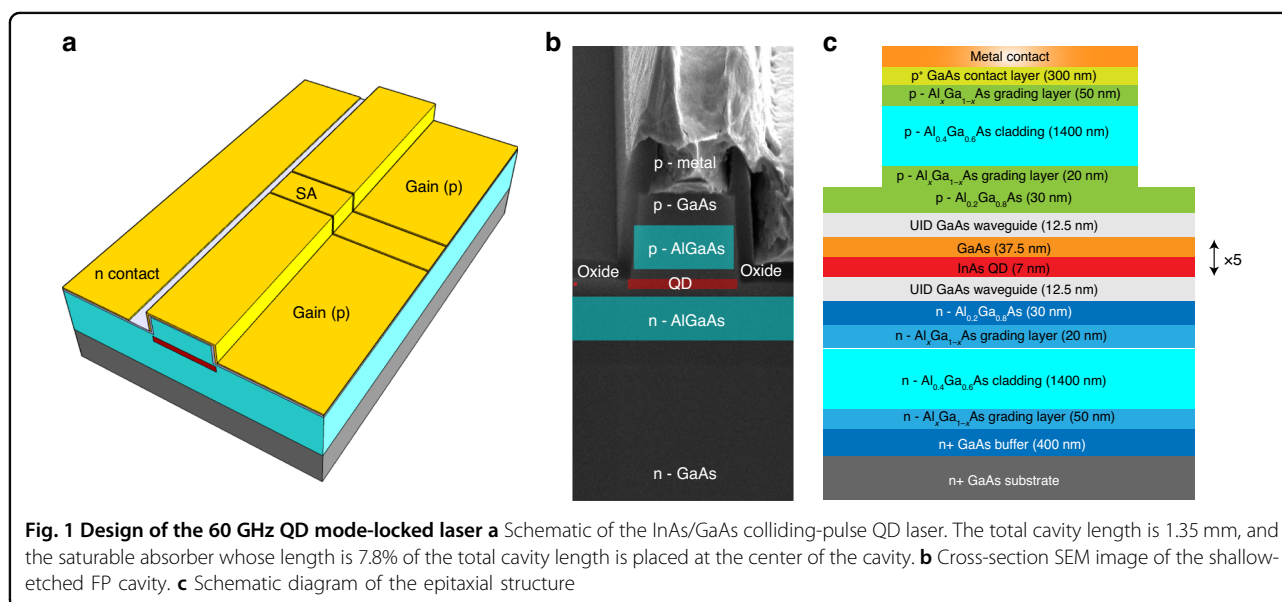 a
n contact
SA
Gain (p)
Gain (p)
b
p - metal
p - GaAs
p - AlGaAs
Oxide
Oxide
QD
n - AlGaAs
n - GaAs
c
Metal contact
p⁺ GaAs contact layer (300 nm)
p - AlₓGa₁₋ₓAs grading layer (50 nm)
p - Al₀.₄Ga₀.₆As cladding (1400 nm)
p - AlₓGa₁₋ₓAs grading layer (20 nm)
p - Al₀.₂Ga₀.₈As (30 nm)
UID GaAs waveguide (12.5 nm)
GaAs (37.5 nm)
×5
InAs QD (7 nm)
UID GaAs waveguide (12.5 nm)
n - Al₀.₂Ga₀.₈As (30 nm)
n - AlₓGa₁₋ₓAs grading layer (20 nm)
n - Al₀.₄Ga₀.₆As cladding (1400 nm)
n - AlₓGa₁₋ₓAs grading layer (50 nm)
n+ GaAs buffer (400 nm)
n+ GaAs substrate
Fig. 1 Design of the 60 GHz QD mode-locked laser a Schematic of the InAs/GaAs colliding-pulse QD laser. The total cavity length is 1.35 mm, and
the saturable absorber whose length is 7.8% of the total cavity length is placed at the center of the cavity. b Cross-section SEM image of the shallow-
etched FP cavity. c Schematic diagram of the epitaxial structure